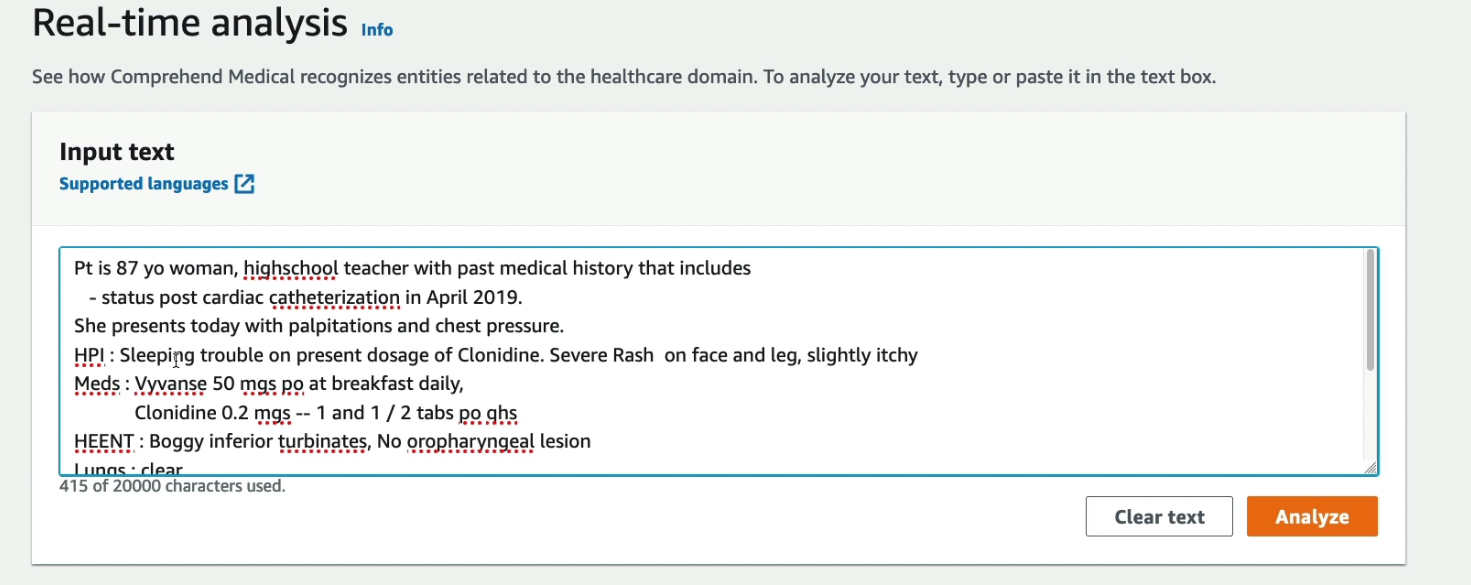 Real-time analysis Info
See how Comprehend Medical recognizes entities related to the healthcare domain. To analyze your text, type or paste it in the text box.
Input text
Supported languages
Pt is 87 yo woman, highschool teacher with past medical history that includes
- status post cardiac catheterization in April 2019.
She presents today with palpitations and chest pressure.
HPI : Sleeping trouble on present dosage of Clonidine. Severe Rash  on face and leg, slightly itchy
Meds : Vyvanse 50 mgs po at breakfast daily,
Clonidine 0.2 mgs -- 1 and 1 / 2 tabs po qhs
HEENT : Boggy inferior turbinates, No oropharyngeal lesion
Lungs : clear
415 of 20000 characters used.
Clear text
Analyze